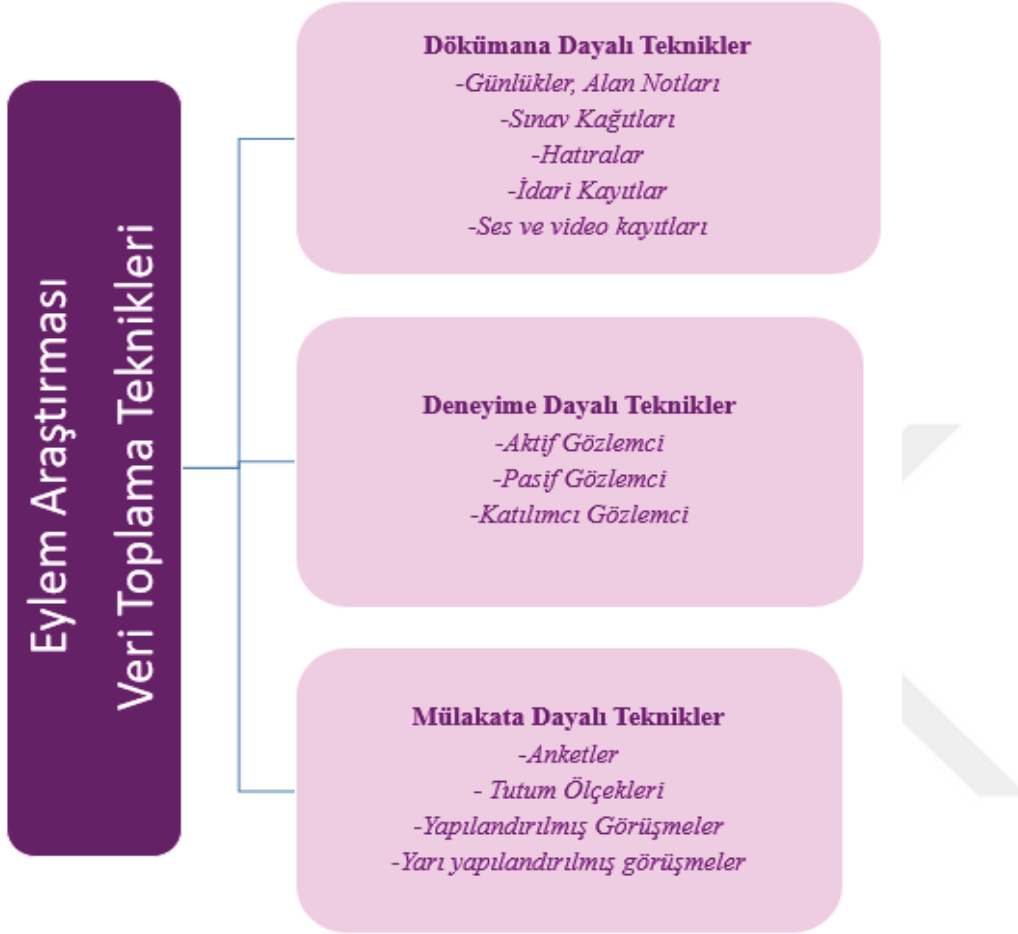 Eylem Araştırması
Veri Toplama Teknikleri
Dökümana Dayalı Teknikler
-Günlükler, Alan Notları
-Sınav Kağıtları
-Hatıralar
-İdari Kayıtlar
-Ses ve video kayıtları
Deneyime Dayalı Teknikler
-Aktif Gözlemci
-Pasif Gözlemci
-Katılımcı Gözlemci
Mülakata Dayalı Teknikler
-Anketler
- Tutum Ölçekleri
-Yapılandırılmış Görüşmeler
-Yarı yapılandırılmış görüşmeler